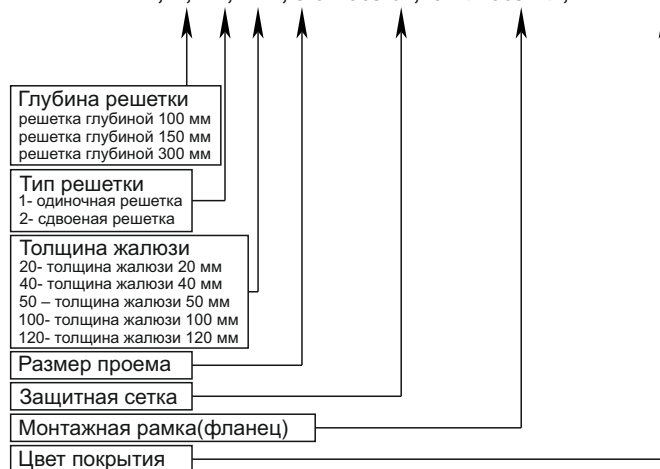 Глубина решетки
решетка глубиной 100 мм
решетка глубиной 150 мм
решетка глубиной 300 мм
Тип решетки
1- одиночная решетка
2- сдвоеная решетка
Толщина жалюзи
20- толщина жалюзи 20 мм
40- толщина жалюзи 40 мм
50 – толщина жалюзи 50 мм
100- толщина жалюзи 100 мм
120- толщина жалюзи 120 мм
Размер проема
Защитная сетка
Монтажная рамка(фланец)
Цвет покрытия